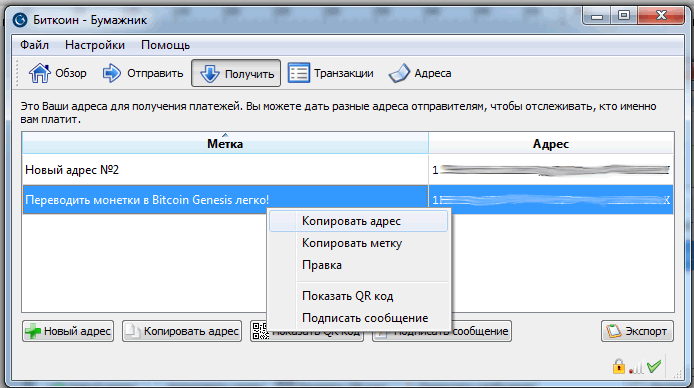 Биткоин - Бумажник
Файл Настройки Помощь
Обзор Отправить Получить Транзакции Адреса
Это Ваши адреса для получения платежей. Вы можете дать разные адреса отправителям, чтобы отслеживать, кто именно
вам платит.
Метка Адрес
Новый адрес №2 1
Переводить монетки в Bitcoin Genesis легко! 1 X
Копировать адрес
Копировать метку
Правка
Показать QR код
Подписать сообщение
Новый адрес Копировать адрес Показать QR код Подписать сообщение Экспорт